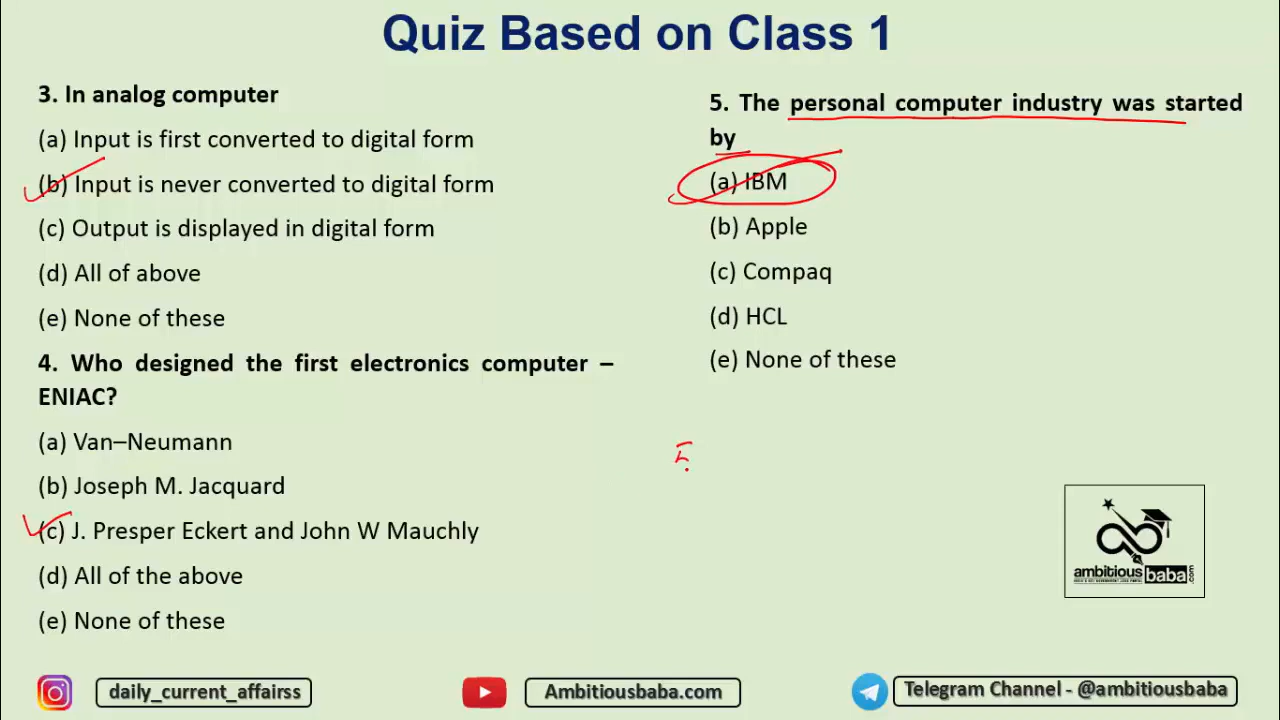 Quiz Based on Class 1
3. In analog computer
(a) Input is first converted to digital form
(b) Input is never converted to digital form
(c) Output is displayed in digital form
(d) All of above
(e) None of these
4. Who designed the first electronics computer –
ENIAC?
(a) Van–Neumann
(b) Joseph M. Jacquard
(c) J. Presper Eckert and John W Mauchly
(d) All of the above
(e) None of these
5. The personal computer industry was started
by
(a) IBM
(b) Apple
(c) Compaq
(d) HCL
(e) None of these
ambitiousbaba.com
daily_current_affairss
Ambitiousbaba.com
Telegram Channel - @ambitiousbaba